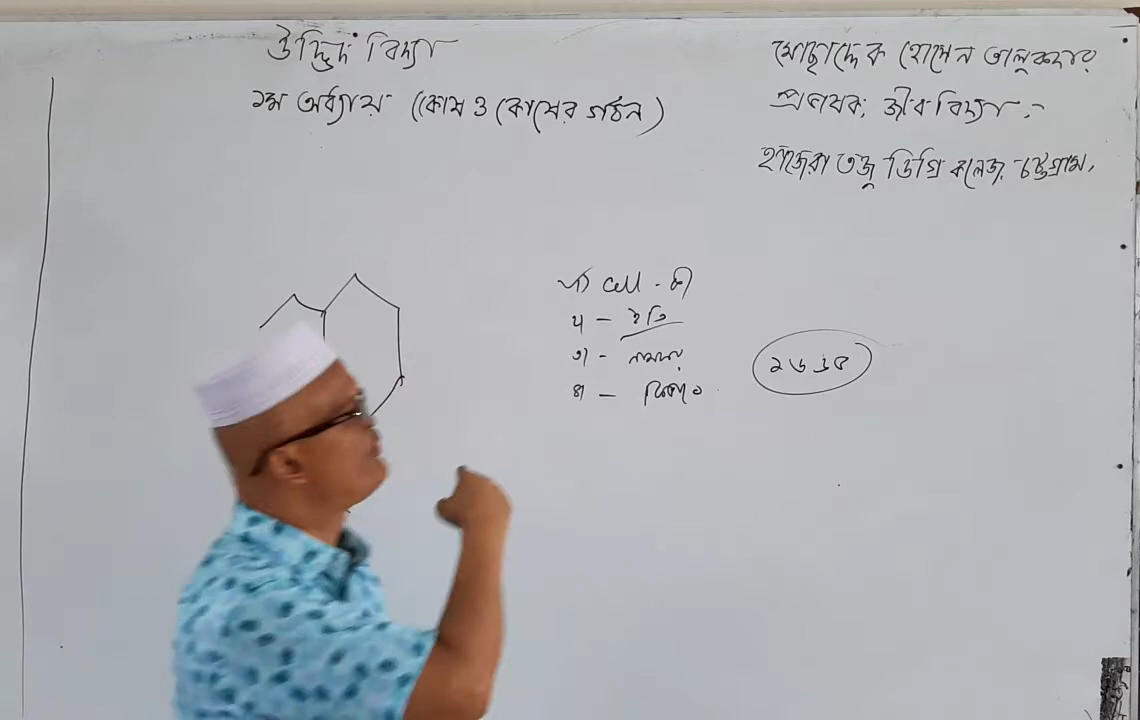 উদ্ভিদ বিদ্যা
১ম অধ্যায় (কোষ ও কোষের গঠন)
মোছাদ্দেক হোসেন তালুকদার
প্রভাষক, জীববিদ্যা,
হাজেরা তজু ডিগ্রি কলেজ, চট্টগ্রাম,
১) cell - কী
২ -
৩) -
৪) -